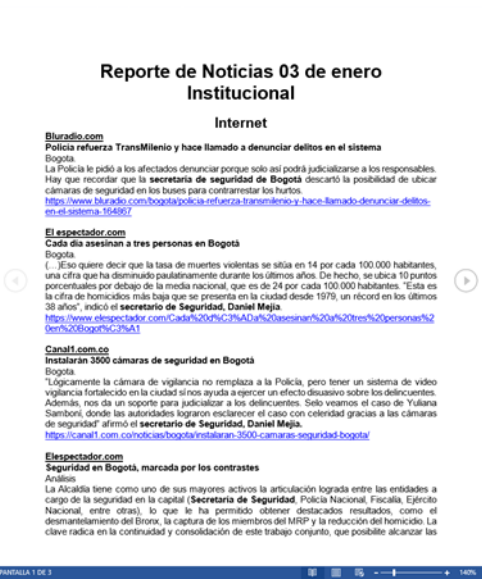 Reporte de Noticias 03 de enero
Institucional
Internet
Bluradio.com
Policía refuerza TransMilenio y hace llamado a denunciar delitos en el sistema
Bogota.
La Policía le pidió a los afectados denunciar porque solo así podrá judicializarse a los responsables.
Hay que recordar que la secretaría de seguridad de Bogotá descartó la posibilidad de ubicar
cámaras de seguridad en los buses para contrarrestar los hurtos.
https://www.bluradio.com/bogota/policia-refuerza-transmilenio-y-hace-llamado-denunciar-delitos-
en-el-sistema-164867
El espectador.com
Cada día asesinan a tres personas en Bogotá
Bogota.
(…)Eso quiere decir que la tasa de muertes violentas se sitúa en 14 por cada 100.000 habitantes,
una cifra que ha disminuido paulatinamente durante los últimos años. De hecho, se ubica 10 puntos
porcentuales por debajo de la media nacional, que es de 24 por cada 100.000 habitantes. "Esta es
la cifra de homicidios más baja que se presenta en la ciudad desde 1979, un récord en los últimos
38 años", indicó el secretario de Seguridad, Daniel Mejía.
https://www.elespectador.com/Cada%20d%C3%ADa%20asesinan%20a%20tres%20personas%2
0en%20Bogot%C3%A1
Canal1.com.co
Instalarán 3500 cámaras de seguridad en Bogotá
Bogota.
"Lógicamente la cámara de vigilancia no remplaza a la Policía, pero tener un sistema de video
vigilancia fortalecido en la ciudad sí nos ayuda a ejercer un efecto disuasivo sobre los delincuentes.
Además, nos da un soporte para judicializar a los delincuentes. Selo veamos el caso de Yuliana
Samboní, donde las autoridades lograron esclarecer el caso con celeridad gracias a las cámaras
de seguridad" afirmó el secretario de Seguridad, Daniel Mejía.
https://canal1.com.co/noticias/bogota/instalaran-3500-camaras-seguridad-bogota/
Elespectador.com
Seguridad en Bogotá, marcada por los contrastes
Análisis
La Alcaldía tiene como uno de sus mayores activos la articulación lograda entre las entidades a
cargo de la seguridad en la capital (Secretaría de Seguridad, Policía Nacional, Fiscalía, Ejército
Nacional, entre otras), lo que le ha permitido obtener destacados resultados, como el
desmantelamiento del Bronx, la captura de los miembros del MRP y la reducción del homicidio. La
clave radica en la continuidad y consolidación de este trabajo conjunto, que posibilite alcanzar las
PANTALLA 1 DE 3
140%